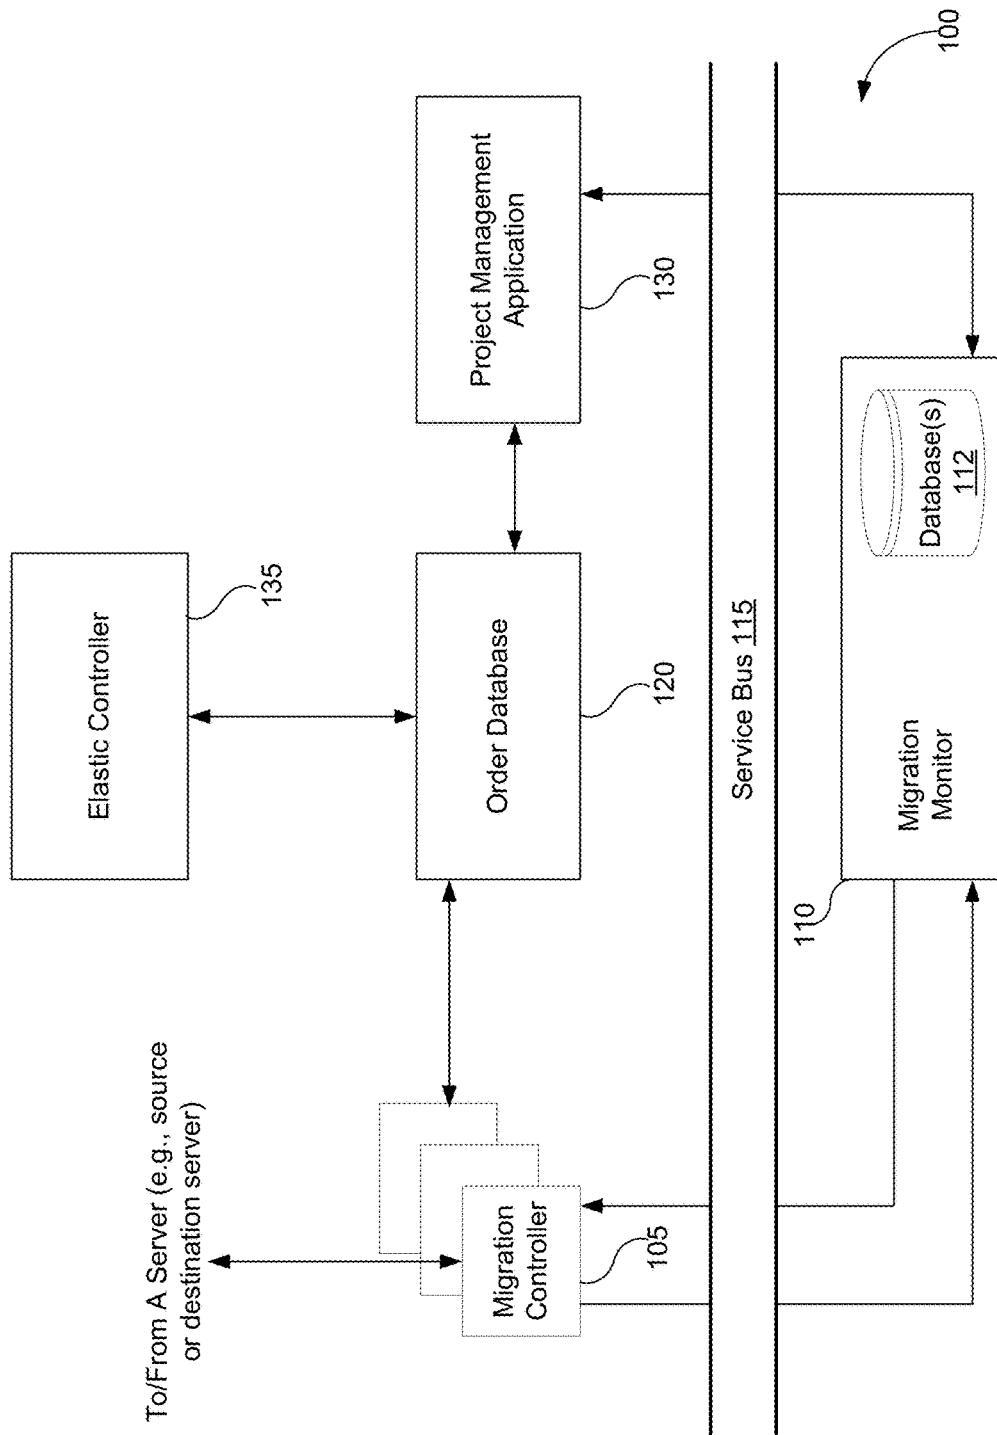 To/From A Server (e.g., source
or destination server)
Elastic Controller
135
Migration
Controller
105
Order Database
120
Project Management
Application
130
Service Bus 115
110
Migration
Monitor
Database(s)
112
100